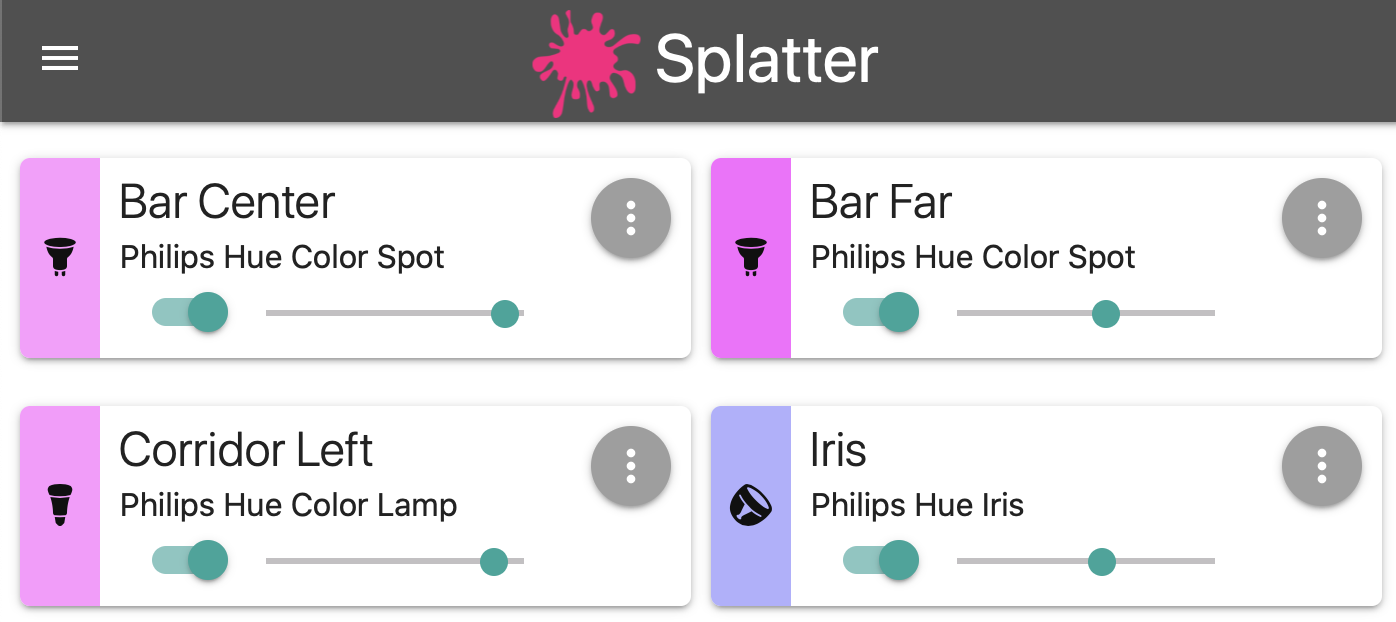 Splatter
Bar Center
Philips Hue Color Spot
Bar Far
Philips Hue Color Spot
Corridor Left
Philips Hue Color Lamp
Iris
Philips Hue Iris